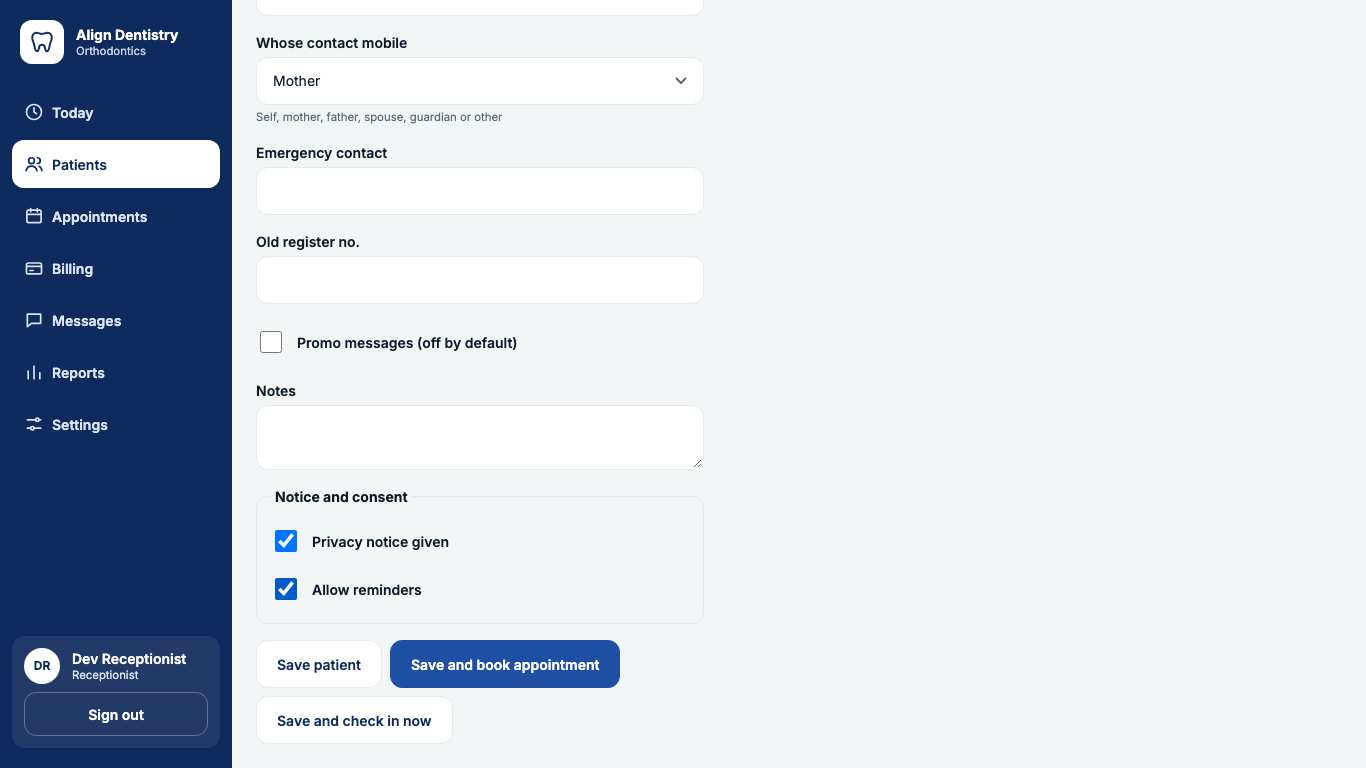 Align Dentistry
Orthodontics
Today
Patients
Appointments
Billing
Messages
Reports
Settings
DR
Dev Receptionist
Receptionist
Sign out
Whose contact mobile
Mother
Self, mother, father, spouse, guardian or other
Emergency contact
Old register no.
Promo messages (off by default)
Notes
Notice and consent
Privacy notice given
Allow reminders
Save patient
Save and book appointment
Save and check in now